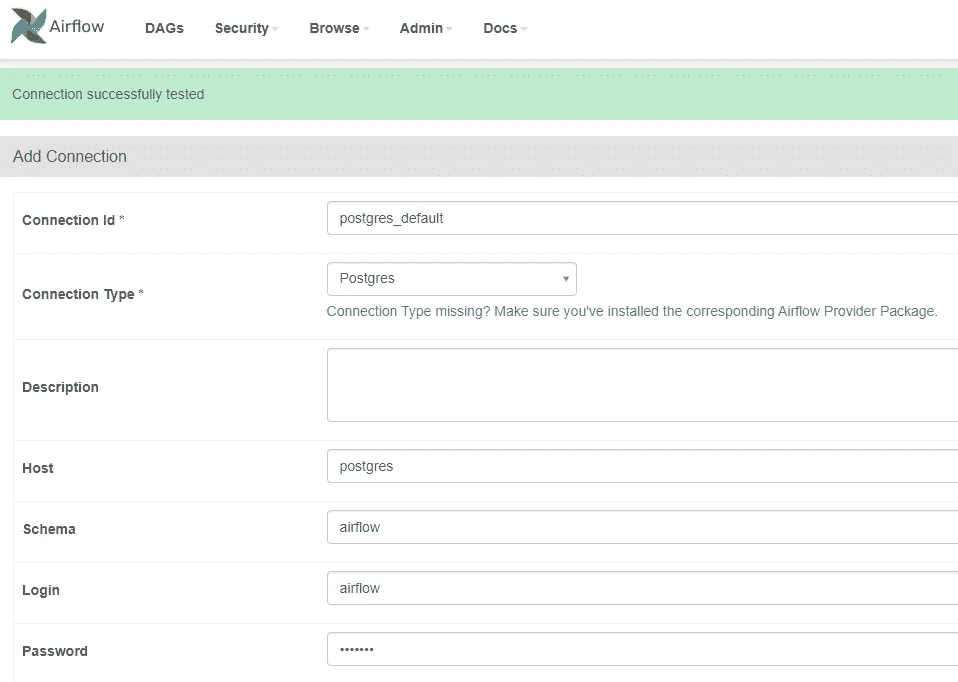 Airflow DAGs Security Browse Admin Docs
Connection successfully tested
Add Connection
Connection Id * postgres_default
Connection Type * Postgres
Connection Type missing? Make sure you've installed the corresponding Airflow Provider Package.
Description
Host postgres
Schema airflow
Login airflow
Password •••••••